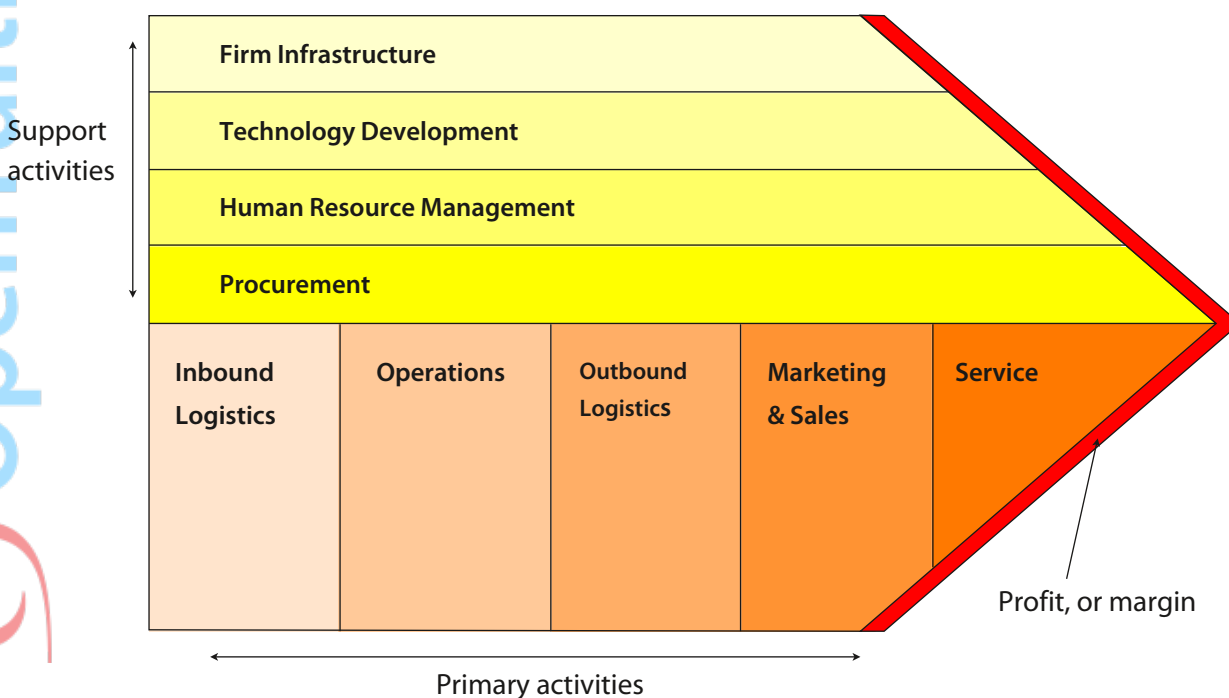 Firm Infrastructure
Support
activities
Technology Development
Human Resource Management
Procurement
Inbound
Logistics
Operations
Outbound
Logistics
Marketing
& Sales
Service
Profit, or margin
Primary activities